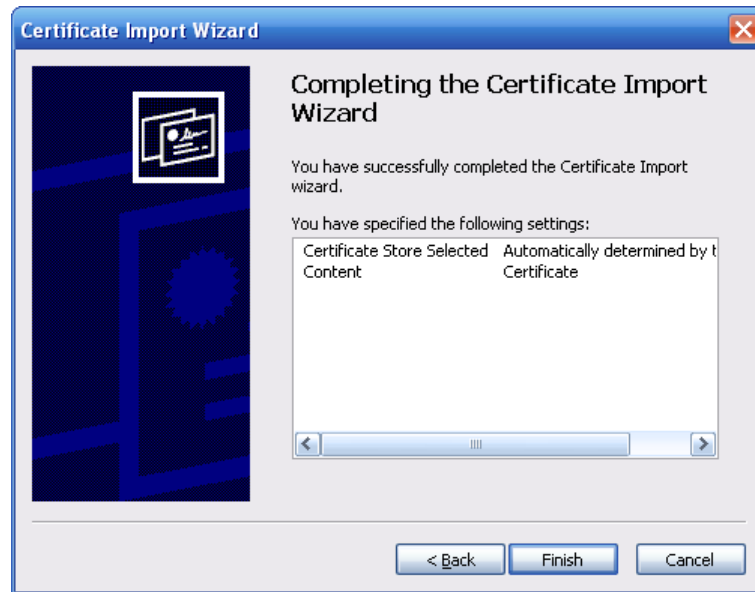 Certificate Import Wizard
Completing the Certificate Import
Wizard
You have successfully completed the Certificate Import
wizard.
You have specified the following settings:
Certificate Store Selected Automatically determined by t
Content Certificate
< Back Finish Cancel